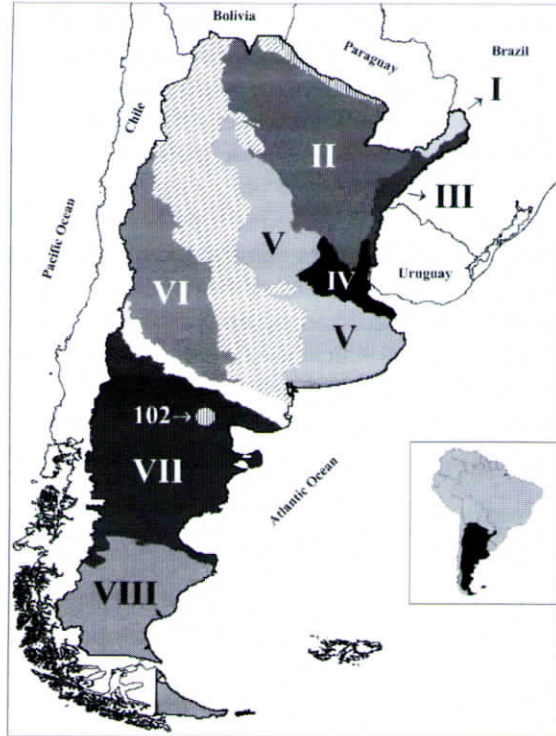 Bolivia
Paraguay
Brazil
I
Chile
II
III
Pacific Ocean
V
IV
Uruguay
VI
V
102→
VII
Atlantic Ocean
VIII